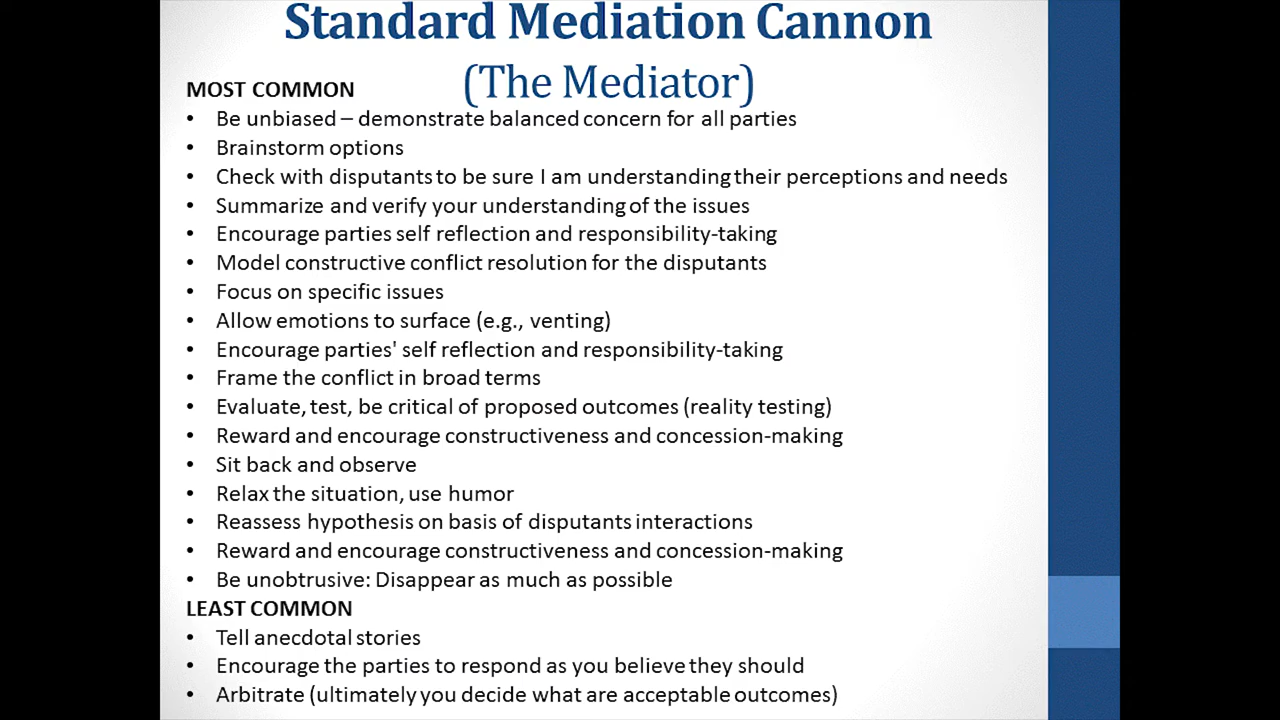 Standard Mediation Cannon
(The Mediator)
MOST COMMON
• Be unbiased – demonstrate balanced concern for all parties
• Brainstorm options
• Check with disputants to be sure I am understanding their perceptions and needs
• Summarize and verify your understanding of the issues
• Encourage parties self reflection and responsibility-taking
• Model constructive conflict resolution for the disputants
• Focus on specific issues
• Allow emotions to surface (e.g., venting)
• Encourage parties' self reflection and responsibility-taking
• Frame the conflict in broad terms
• Evaluate, test, be critical of proposed outcomes (reality testing)
• Reward and encourage constructiveness and concession-making
• Sit back and observe
• Relax the situation, use humor
• Reassess hypothesis on basis of disputants interactions
• Reward and encourage constructiveness and concession-making
• Be unobtrusive: Disappear as much as possible
LEAST COMMON
• Tell anecdotal stories
• Encourage the parties to respond as you believe they should
• Arbitrate (ultimately you decide what are acceptable outcomes)